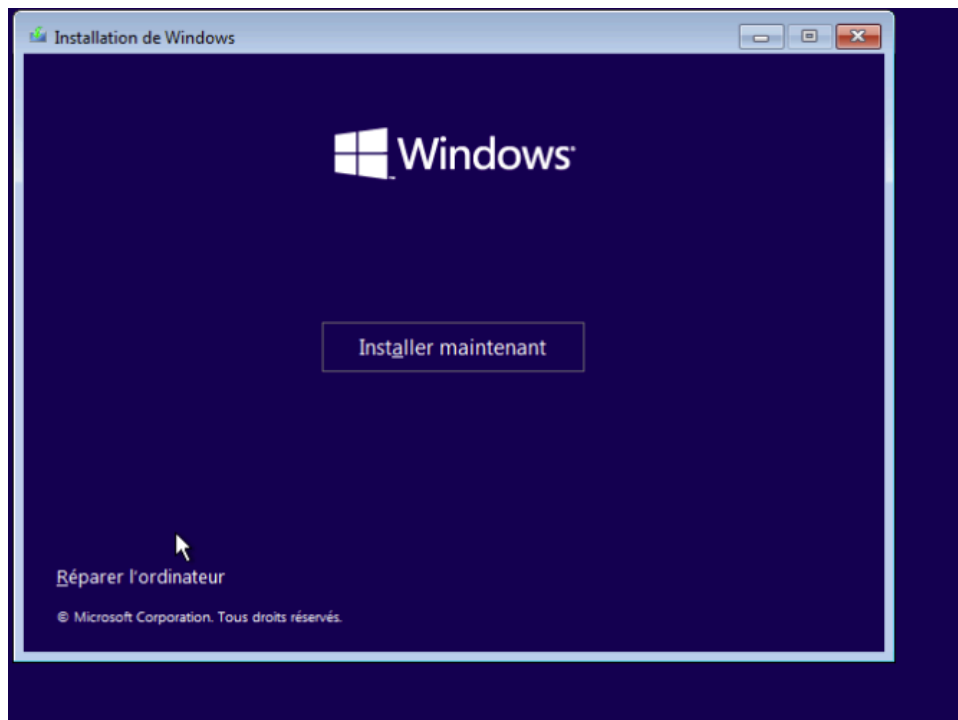 Installation de Windows
Windows
Installer maintenant
Réparer l'ordinateur
© Microsoft Corporation. Tous droits réservés.